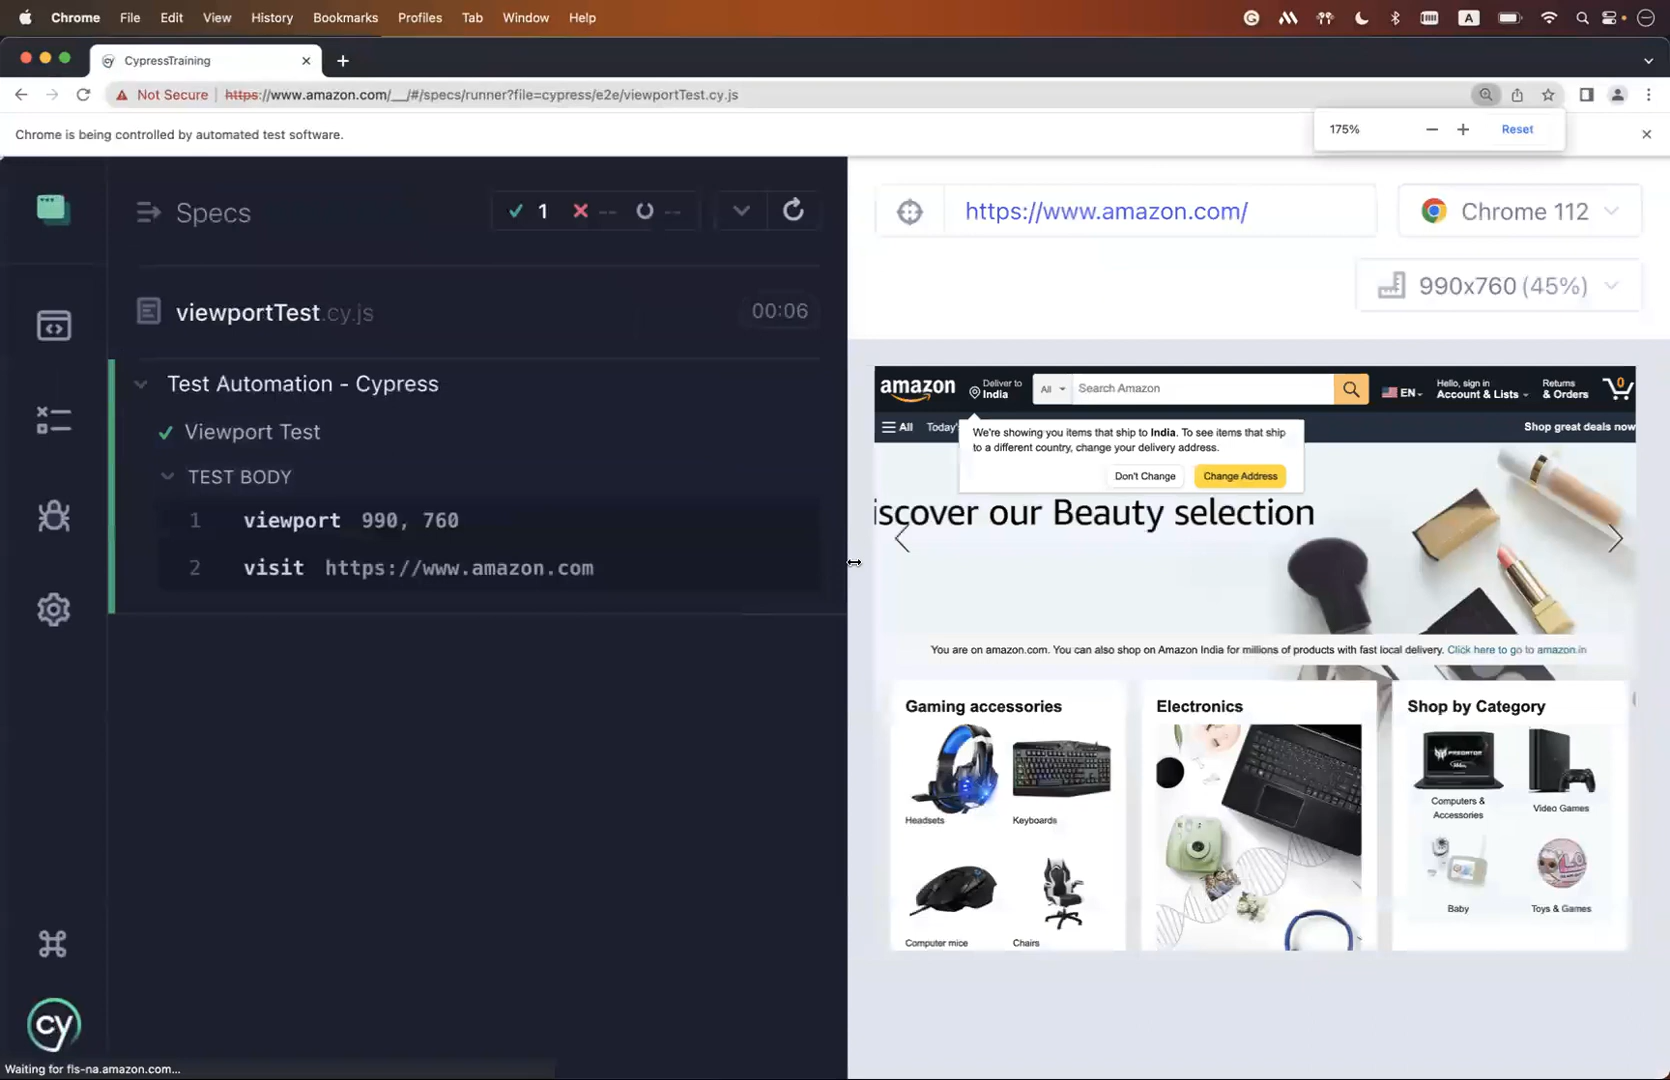 Chrome File Edit View History Bookmarks Profiles Tab Window Help
A
CypressTraining
Not Secure https://www.amazon.com/__/#/specs/runner?file=cypress/e2e/viewportTest.cy.js
Chrome is being controlled by automated test software.
175% Reset
Specs 1 -- --
https://www.amazon.com/
Chrome 112
990x760 (45%)
viewportTest.cy.js 00:06
Test Automation - Cypress
Viewport Test
TEST BODY
1 viewport 990, 760
2 visit https://www.amazon.com
cy
Waiting for fls-na.amazon.com...
amazon
Deliver to
India
All Search Amazon
EN
Hello, sign in
Account & Lists
Returns
& Orders
0
All Today's
Shop great deals now
We're showing you items that ship to India. To see items that ship
to a different country, change your delivery address.
Don't Change Change Address
iscover our Beauty selection
You are on amazon.com. You can also shop on Amazon India for millions of products with fast local delivery. Click here to go to amazon.in
Gaming accessories
Headsets Keyboards
Computer mice Chairs
Electronics
Shop by Category
PREDATOR
Computers &
Accessories
Video Games
Baby Toys & Games